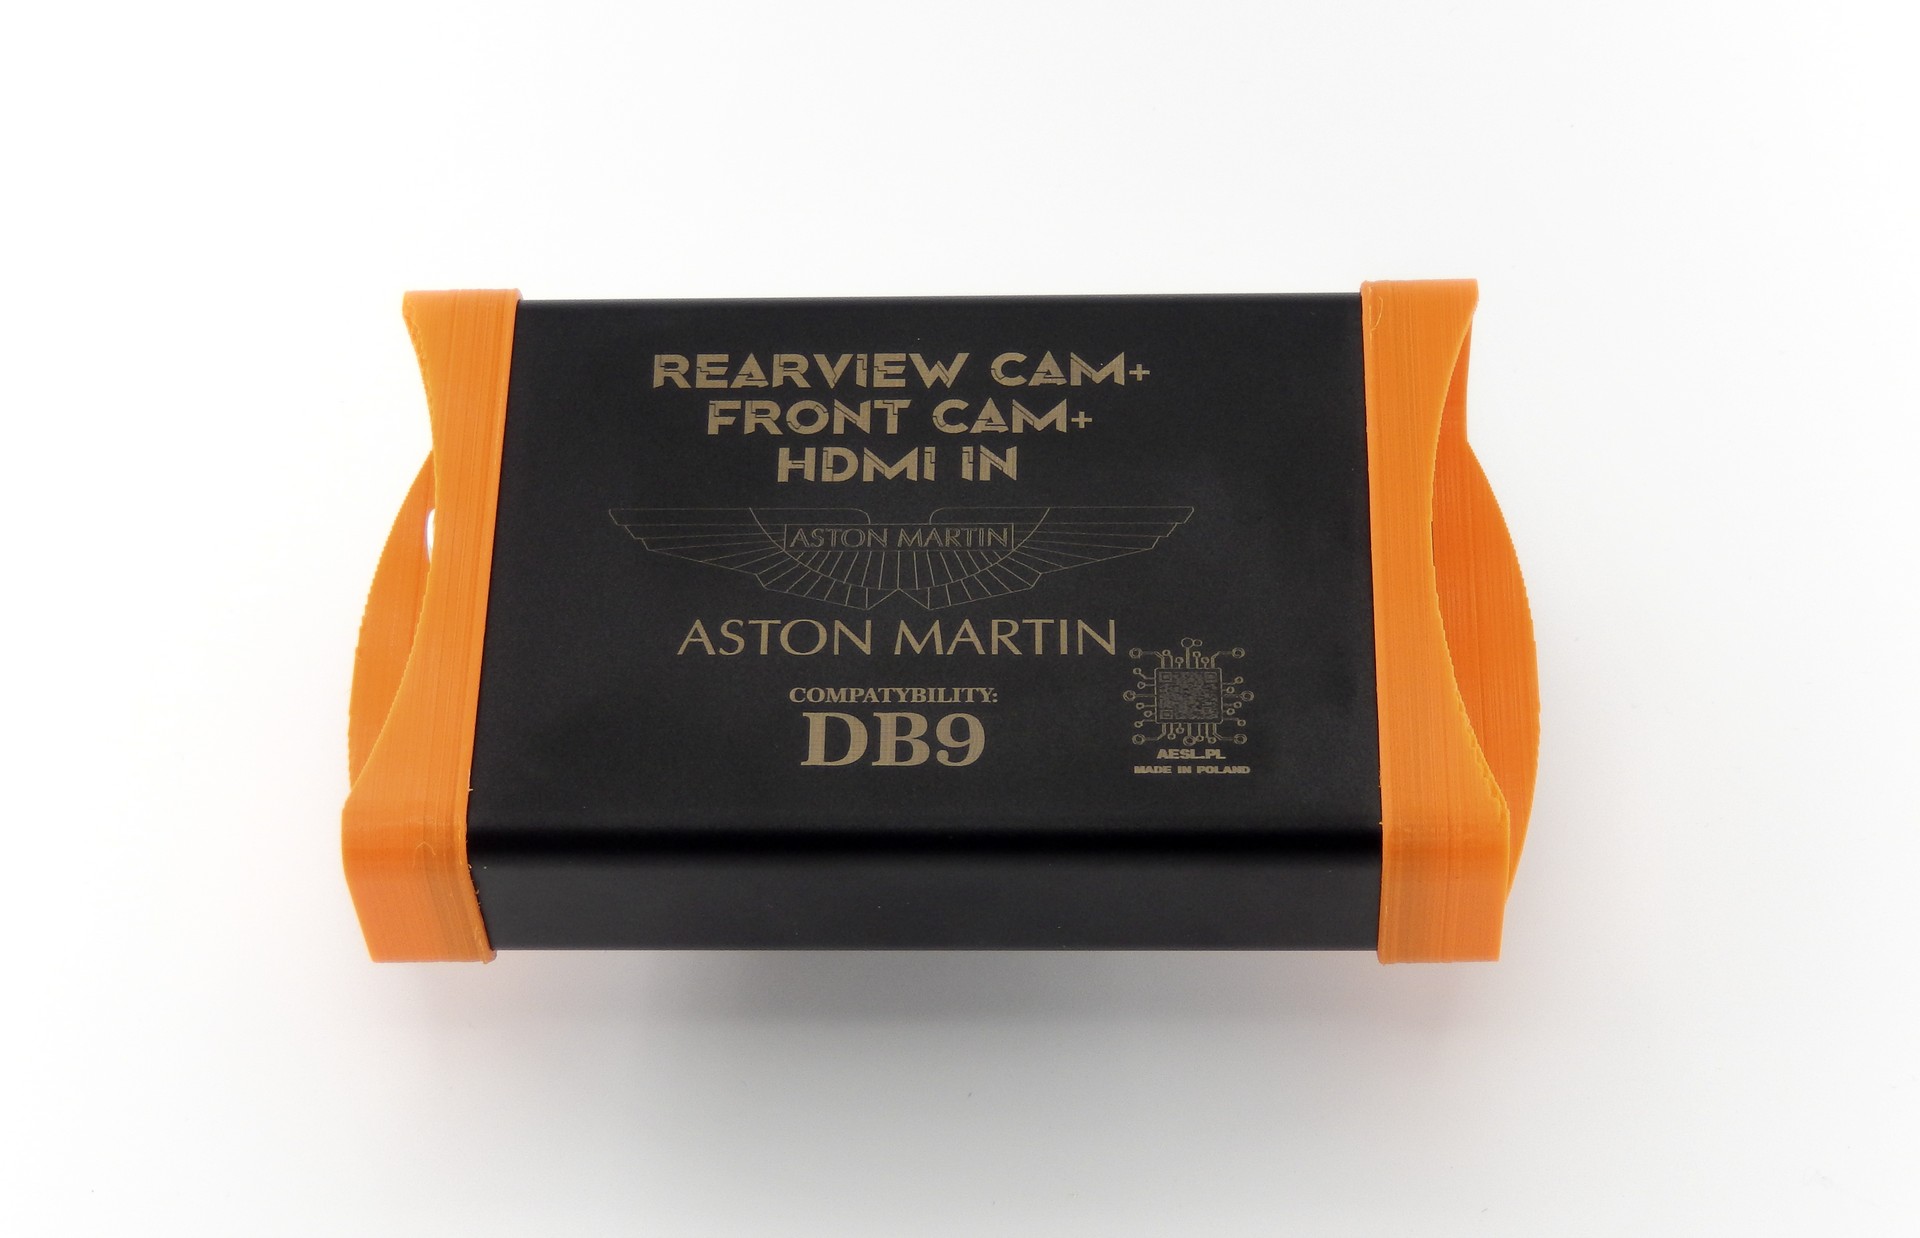 REARVIEW CAM+
FRONT CAM+
HDMI IN
ASTON MARTIN
ASTON MARTIN
COMPATYBILITY:
DB9
AESL.PL
MADE IN POLAND